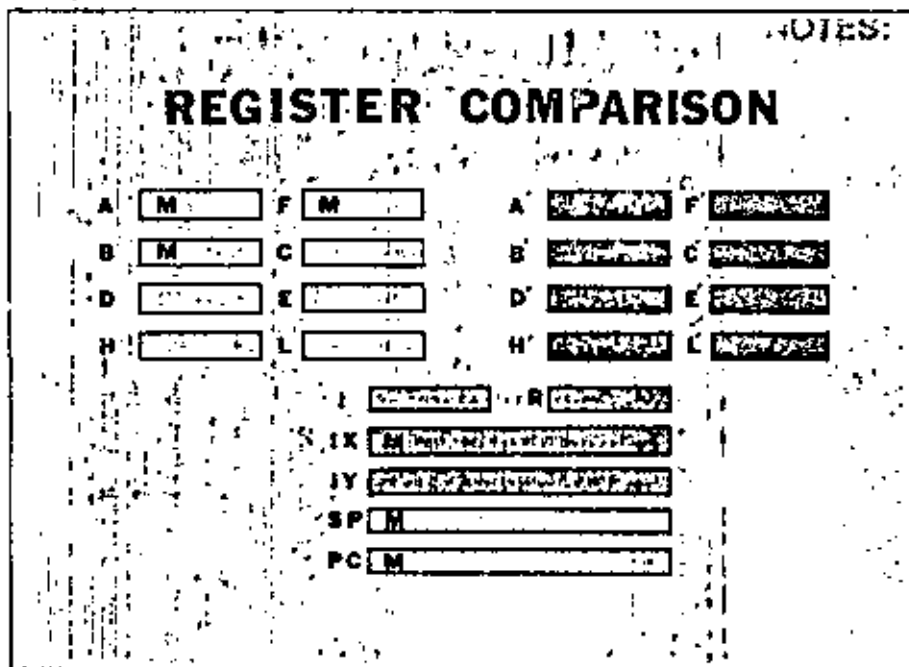 NOTES:
REGISTER COMPARISON
A M F M A' F'
B M C B' C'
D E D' E'
H L H' L'
I R
IX M
IY
SP M
PC M